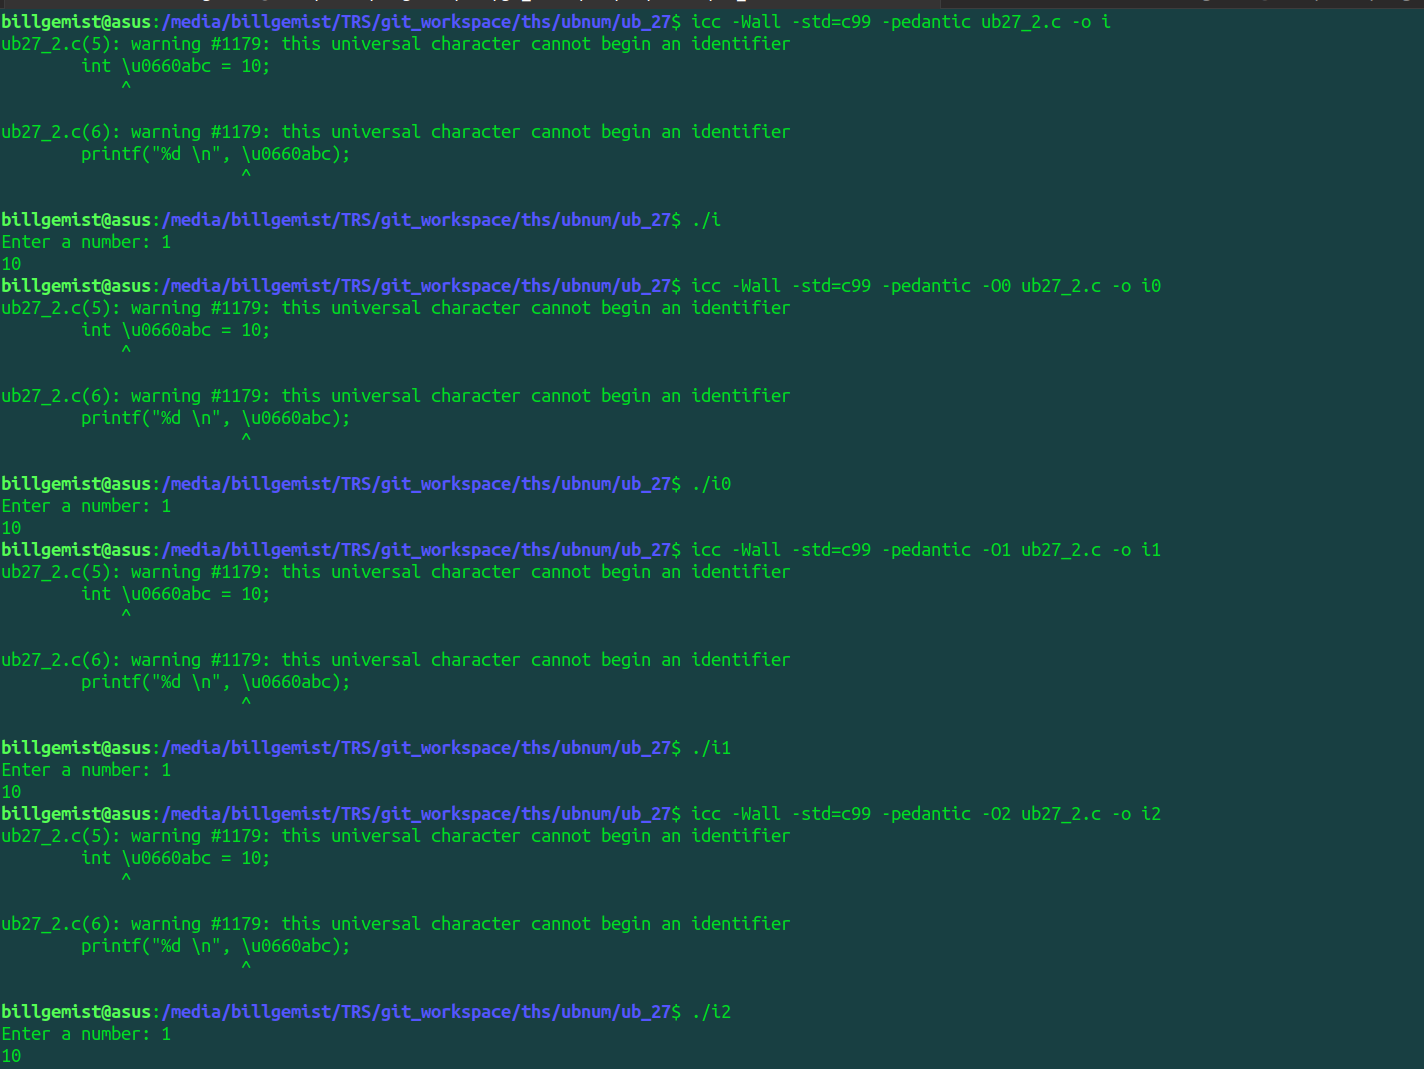 billgemist@asus:/media/billgemist/TRS/git_workspace/ths/ubnum/ub_27$ icc -Wall -std=c99 -pedantic ub27_2.c -o i
ub27_2.c(5): warning #1179: this universal character cannot begin an identifier
        int \u0660abc = 10;
            ^
ub27_2.c(6): warning #1179: this universal character cannot begin an identifier
        printf("%d \n", \u0660abc);
                        ^
billgemist@asus:/media/billgemist/TRS/git_workspace/ths/ubnum/ub_27$ ./i
Enter a number: 1
10
billgemist@asus:/media/billgemist/TRS/git_workspace/ths/ubnum/ub_27$ icc -Wall -std=c99 -pedantic -O0 ub27_2.c -o i0
ub27_2.c(5): warning #1179: this universal character cannot begin an identifier
        int \u0660abc = 10;
            ^
ub27_2.c(6): warning #1179: this universal character cannot begin an identifier
        printf("%d \n", \u0660abc);
                        ^
billgemist@asus:/media/billgemist/TRS/git_workspace/ths/ubnum/ub_27$ ./i0
Enter a number: 1
10
billgemist@asus:/media/billgemist/TRS/git_workspace/ths/ubnum/ub_27$ icc -Wall -std=c99 -pedantic -O1 ub27_2.c -o i1
ub27_2.c(5): warning #1179: this universal character cannot begin an identifier
        int \u0660abc = 10;
            ^
ub27_2.c(6): warning #1179: this universal character cannot begin an identifier
        printf("%d \n", \u0660abc);
                        ^
billgemist@asus:/media/billgemist/TRS/git_workspace/ths/ubnum/ub_27$ ./i1
Enter a number: 1
10
billgemist@asus:/media/billgemist/TRS/git_workspace/ths/ubnum/ub_27$ icc -Wall -std=c99 -pedantic -O2 ub27_2.c -o i2
ub27_2.c(5): warning #1179: this universal character cannot begin an identifier
        int \u0660abc = 10;
            ^
ub27_2.c(6): warning #1179: this universal character cannot begin an identifier
        printf("%d \n", \u0660abc);
                        ^
billgemist@asus:/media/billgemist/TRS/git_workspace/ths/ubnum/ub_27$ ./i2
Enter a number: 1
10